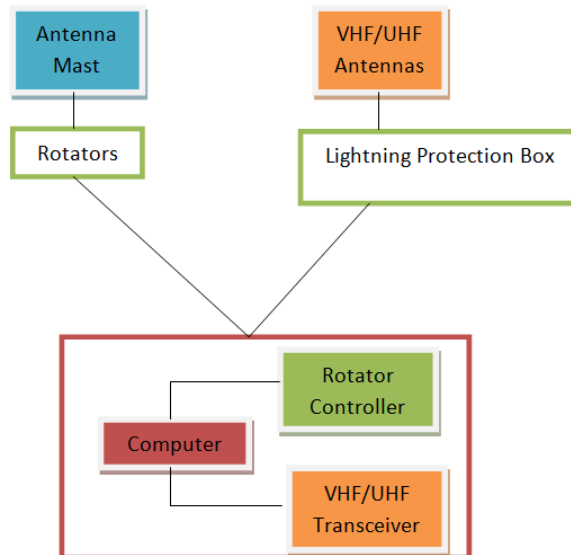 Antenna
Mast
VHF/UHF
Antennas
Rotators
Lightning Protection Box
Rotator
Controller
Computer
VHF/UHF
Transceiver